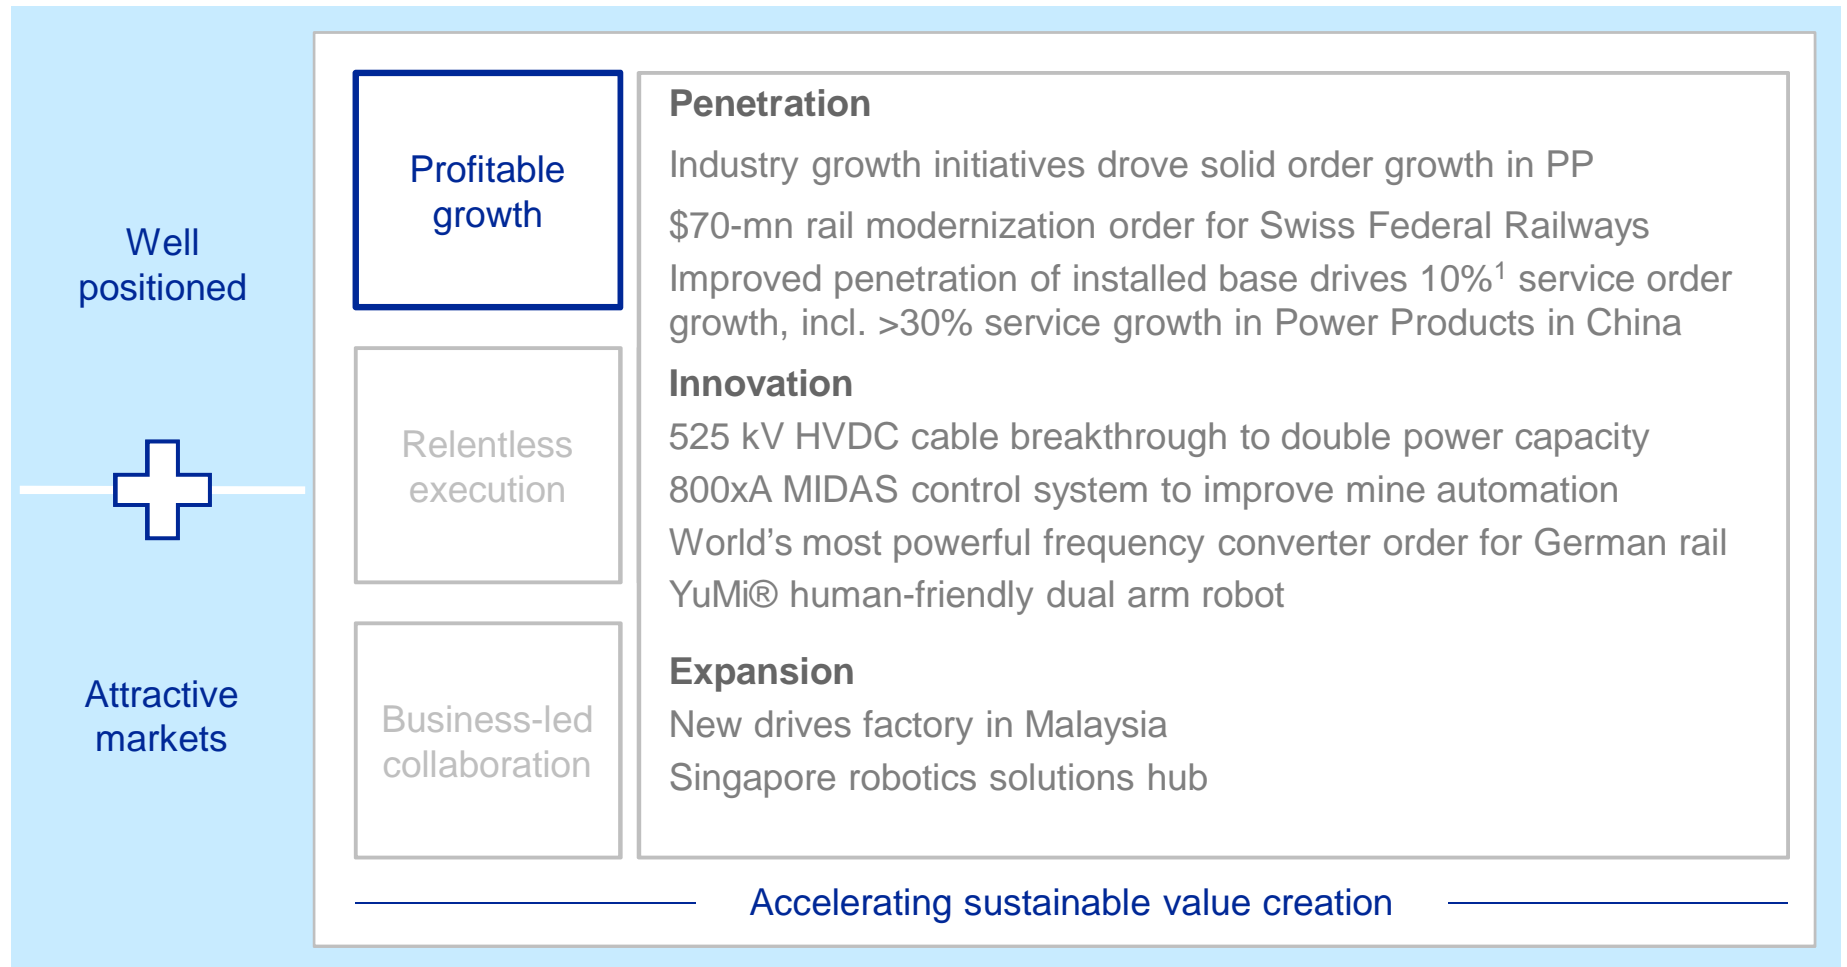 Well
positioned
Attractive
markets
Profitable
growth
Relentless
execution
Business-led
collaboration
Penetration
Industry growth initiatives drove solid order growth in PP
$70-mn rail modernization order for Swiss Federal Railways
Improved penetration of installed base drives 10%¹ service order
growth, incl. >30% service growth in Power Products in China
Innovation
525 kV HVDC cable breakthrough to double power capacity
800xA MIDAS control system to improve mine automation
World’s most powerful frequency converter order for German rail
YuMi® human-friendly dual arm robot
Expansion
New drives factory in Malaysia
Singapore robotics solutions hub
Accelerating sustainable value creation